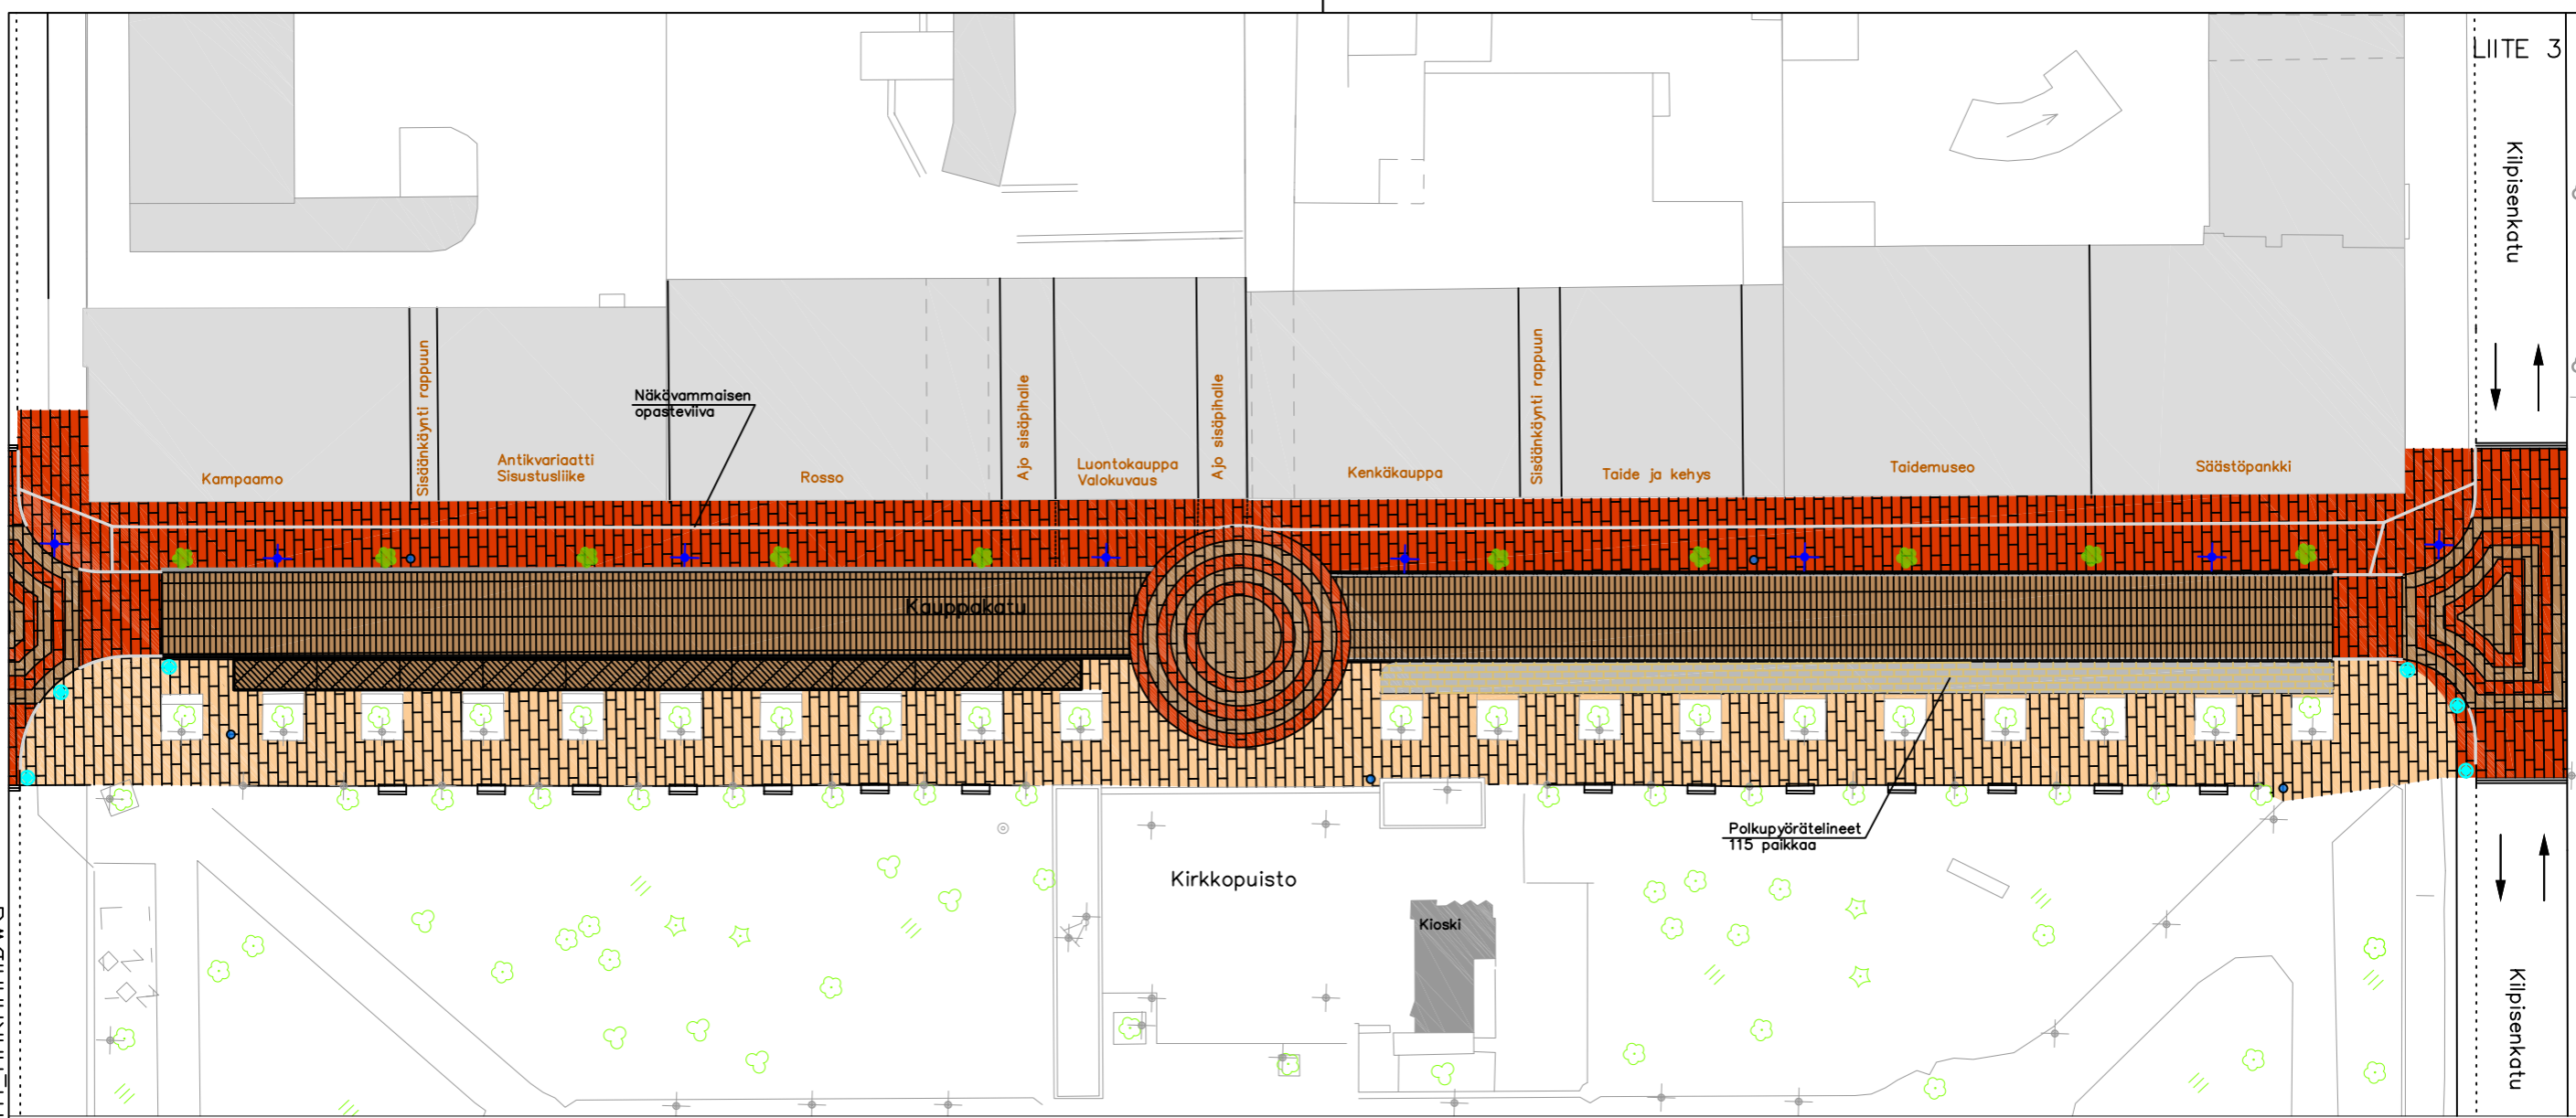 LIITE 3
Kilpisenkatu
Näkövammaisen
opasteviiva
Kampaamo
Sisäänkäynti rappuun
Antikvariaatti
Sisustusliike
Rosso
Ajo sisäpihalle
Luontokauppa
Valokuvaus
Ajo sisäpihalle
Kenkäkauppa
Sisäänkäynti rappuun
Taide ja kehys
Taidemuseo
Säästöpankki
Kauppakatu
Polkupyörätelineet
115 paikkaa
Kirkkopuisto
Kioski
Kilpisenkatu